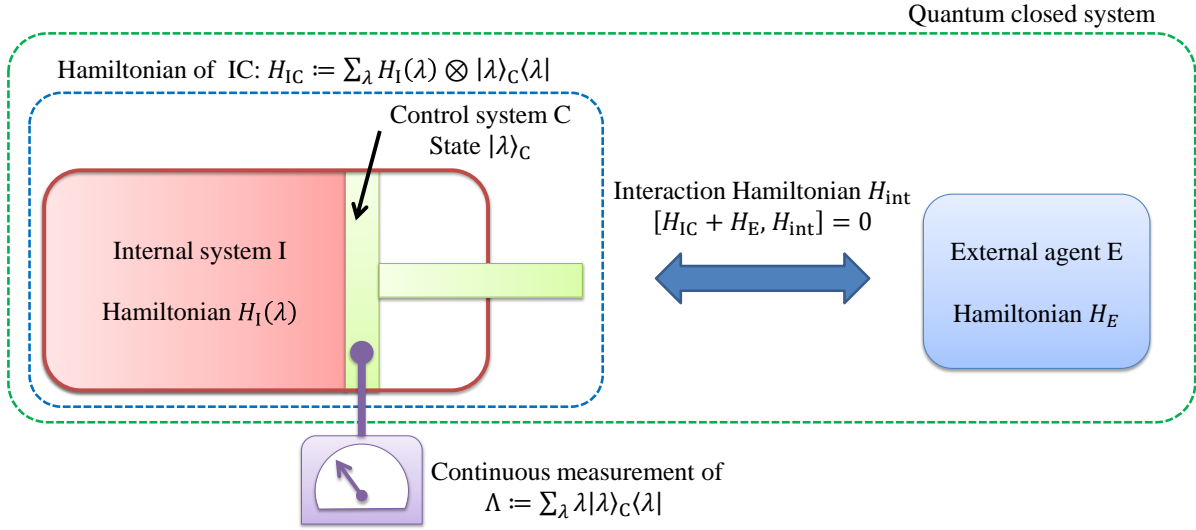 Quantum closed system
Hamiltonian of IC: H_IC ≔ ∑_λ H_I(λ) ⊗ |λ⟩_C⟨λ|
Control system C
State |λ⟩_C
Interaction Hamiltonian H_int
[H_IC + H_E, H_int] = 0
Internal system I
Hamiltonian H_I(λ)
External agent E
Hamiltonian H_E
Continuous measurement of
Λ ≔ ∑_λ λ|λ⟩_C⟨λ|